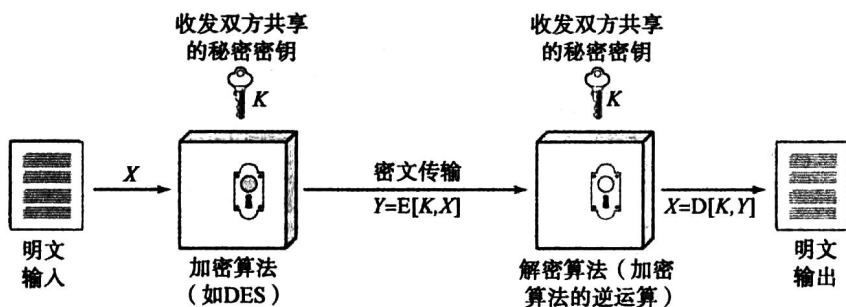 收发双方共享
的秘密密钥
K
收发双方共享
的秘密密钥
K
X
密文传输
Y=E[K,X]
X=D[K,Y]
明文
输入
加密算法
（如DES）
解密算法（加密
算法的逆运算）
明文
输出